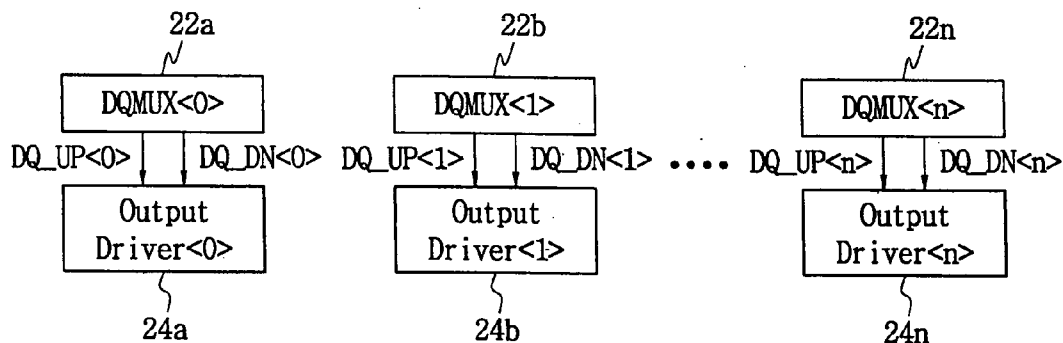 22a 22b 22n
DQMUX<0> DQMUX<1> DQMUX<n>
DQ_UP<0> DQ_DN<0> DQ_UP<1> DQ_DN<1> •••• DQ_UP<n> DQ_DN<n>
Output Output Output
Driver<0> Driver<1> Driver<n>
24a 24b 24n